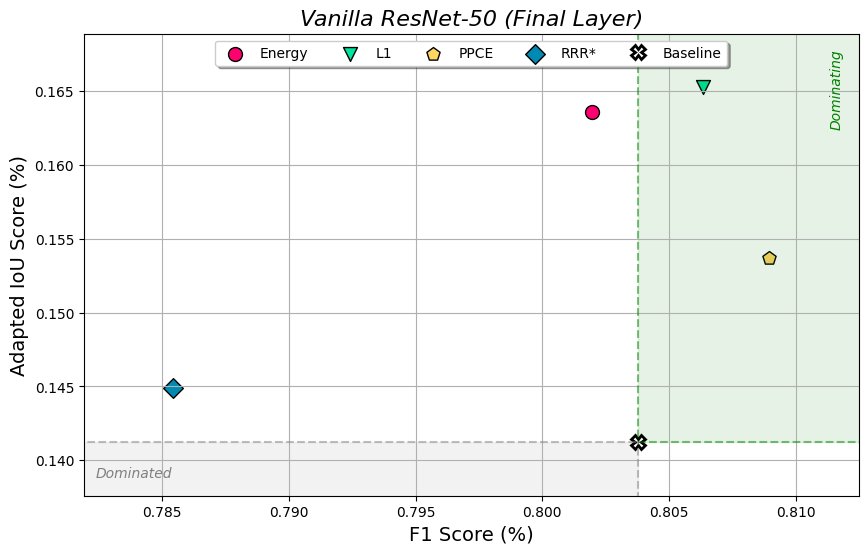 Vanilla ResNet-50 (Final Layer)
Energy L1 PPCE RRR* Baseline
Dominating
0.165
0.160
0.155
0.150
0.145
0.140
Adapted IoU Score (%)
Dominated
0.785 0.790 0.795 0.800 0.805 0.810
F1 Score (%)